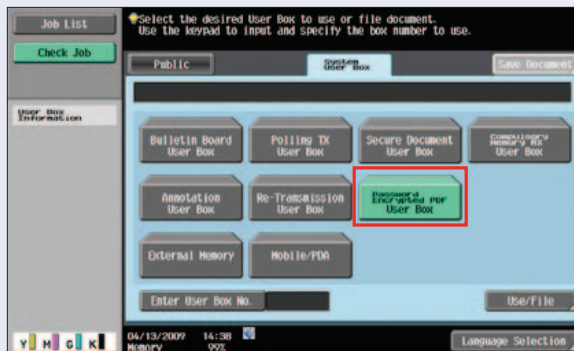 Job List
Check Job
User Box
Information
Select the desired User Box to use or file document.
Use the keypad to input and specify the box number to use.
Public
System
User Box
Save Document
Bulletin Board
User Box
Polling TX
User Box
Secure Document
User Box
Compulsory
Memory RX
User Box
Annotation
User Box
Re-Transmission
User Box
Password
Encrypted PDF
User Box
External Memory
Mobile/PDA
Enter User Box No.
Use/File
Y M C K
04/13/2009 14:38
Memory 99%
Language Selection